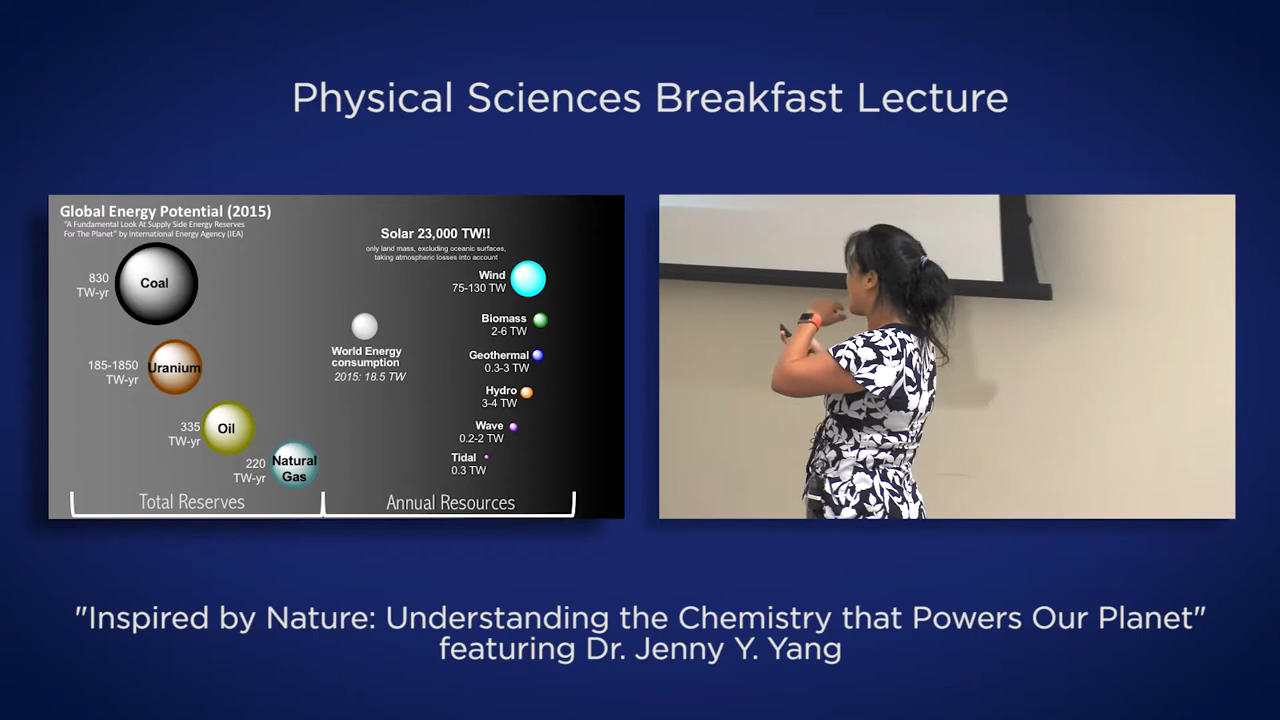 Physical Sciences Breakfast Lecture
Global Energy Potential (2015)
"A Fundamental Look At Supply Side Energy Reserves
For The Planet" by International Energy Agency (IEA)
830
TW-yr
Coal
185-1850
TW-yr
Uranium
335
TW-yr
Oil
220
TW-yr
Natural
Gas
Total Reserves
World Energy
consumption
2015: 18.5 TW
Solar 23,000 TW!!
only land mass, excluding oceanic surfaces,
taking atmospheric losses into account
Wind
75-130 TW
Biomass
2-6 TW
Geothermal
0.3-3 TW
Hydro
3-4 TW
Wave
0.2-2 TW
Tidal
0.3 TW
Annual Resources
"Inspired by Nature: Understanding the Chemistry that Powers Our Planet"
featuring Dr. Jenny Y. Yang